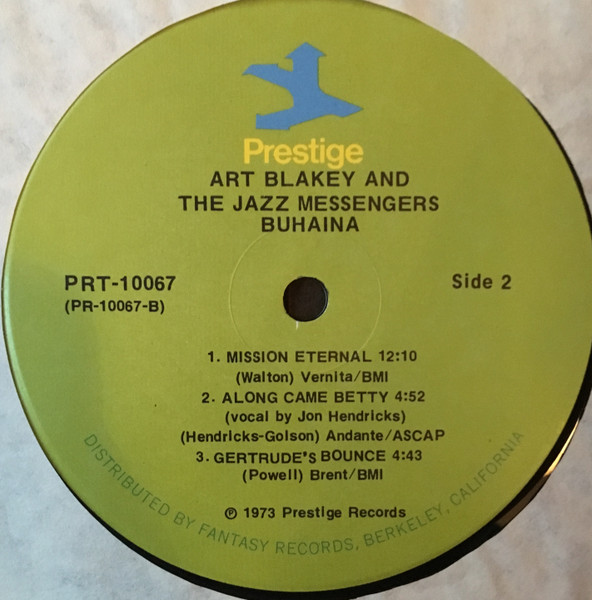 Prestige
ART BLAKEY AND
THE JAZZ MESSENGERS
BUHAINA
PRT-10067
(PR-10067-B)
Side 2
1. MISSION ETERNAL 12:10
(Walton) Vernita/BMI
2. ALONG CAME BETTY 4:52
(vocal by Jon Hendricks)
(Hendricks-Golson) Andante/ASCAP
3. GERTRUDE'S BOUNCE 4:43
(Powell) Brent/BMI
℗ 1973 Prestige Records
DISTRIBUTED BY FANTASY RECORDS, BERKELEY, CALIFORNIA